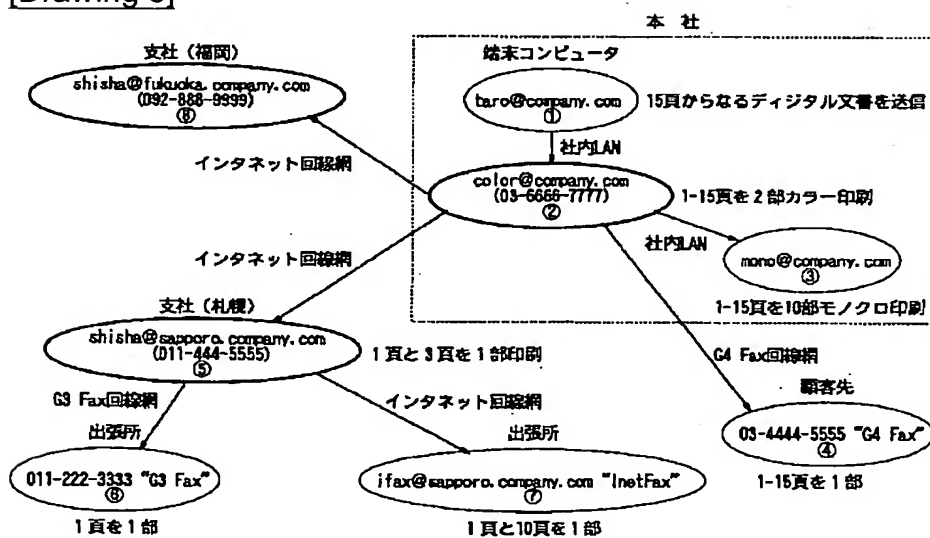 [Drawing 3]
本 社
支社（福岡）
shisha@fukuoka.company.com
(092-888-9999)
⑧
端末コンピュータ
taro@company.com
①
15頁からなるディジタル文書を送信
社内LAN
インタネット回線網
color@company.com
(03-6666-7777)
②
1-15頁を2部カラー印刷
社内LAN
mono@company.com
③
1-15頁を10部モノクロ印刷
インタネット回線網
支社（札幌）
shisha@sapporo.company.com
(011-444-5555)
⑤
1頁と3頁を1部印刷
G4 Fax回線網
顧客先
03-4444-5555 "G4 Fax"
④
1-15頁を1部
G3 Fax回線網
出張所
011-222-3333 "G3 Fax"
⑥
1頁を1部
インタネット回線網
出張所
ifax@sapporo.company.com "InetFax"
⑦
1頁と10頁を1部